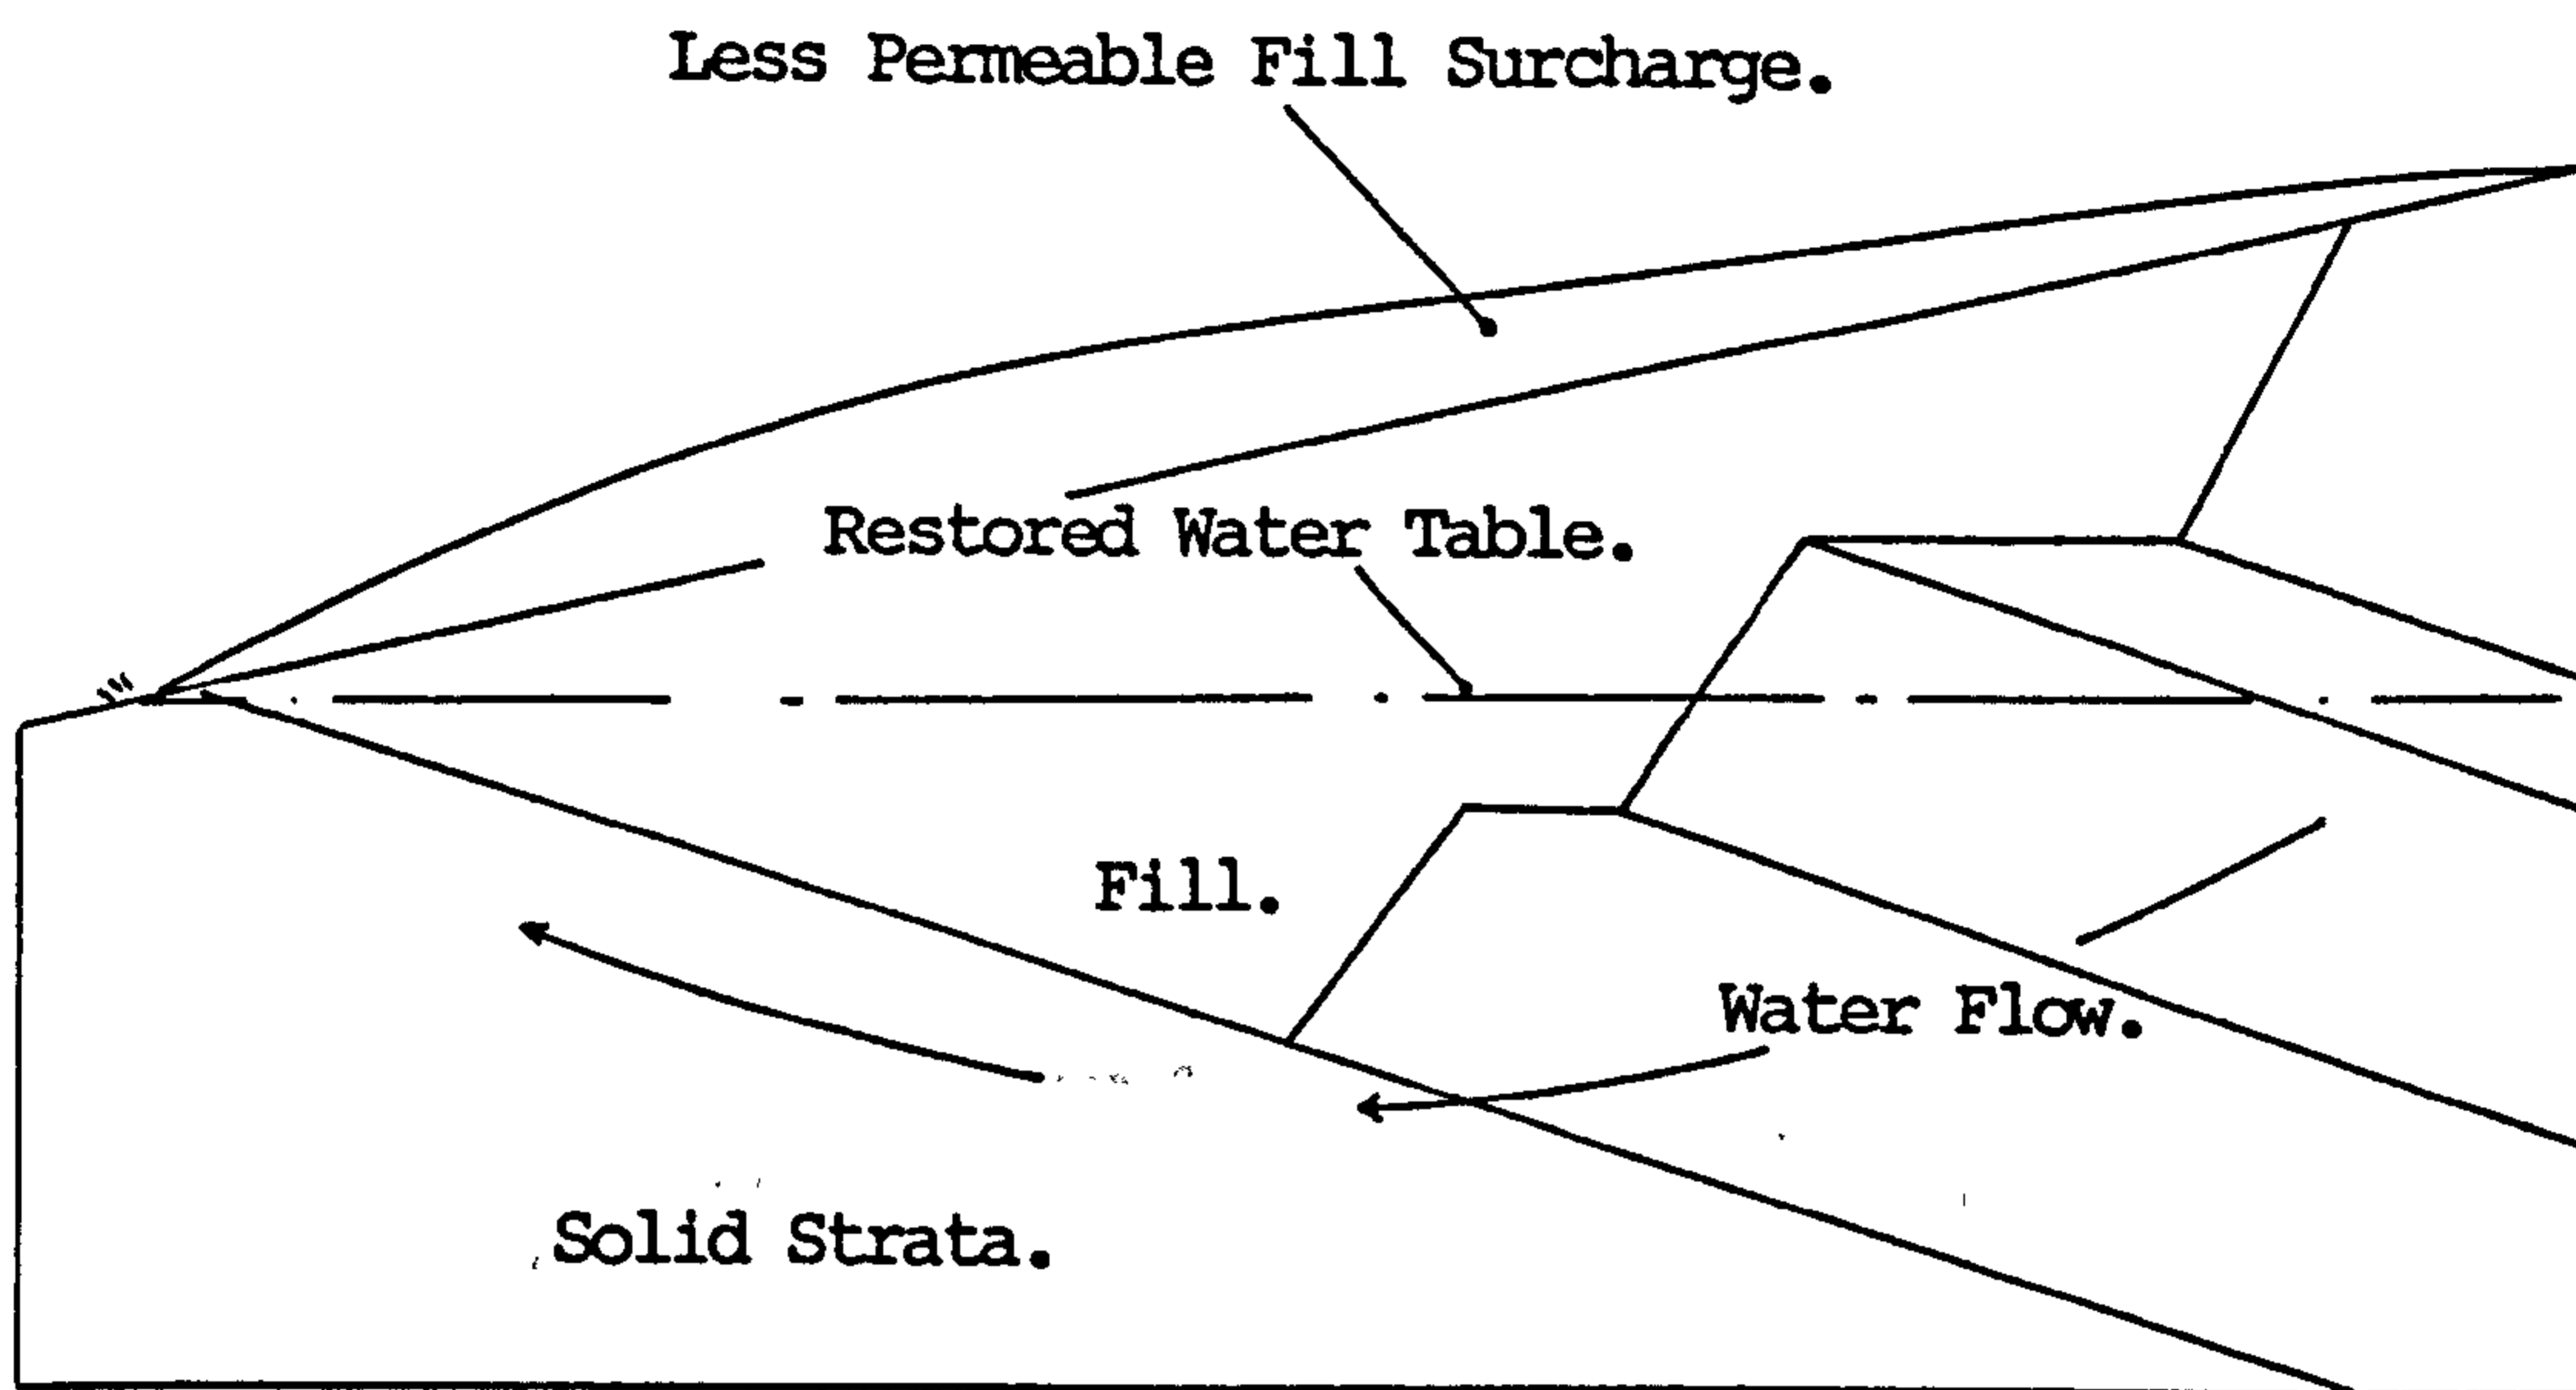 Less Permeable Fill Surcharge.
Restored Water Table.
Fill.
Water Flow.
Solid Strata.